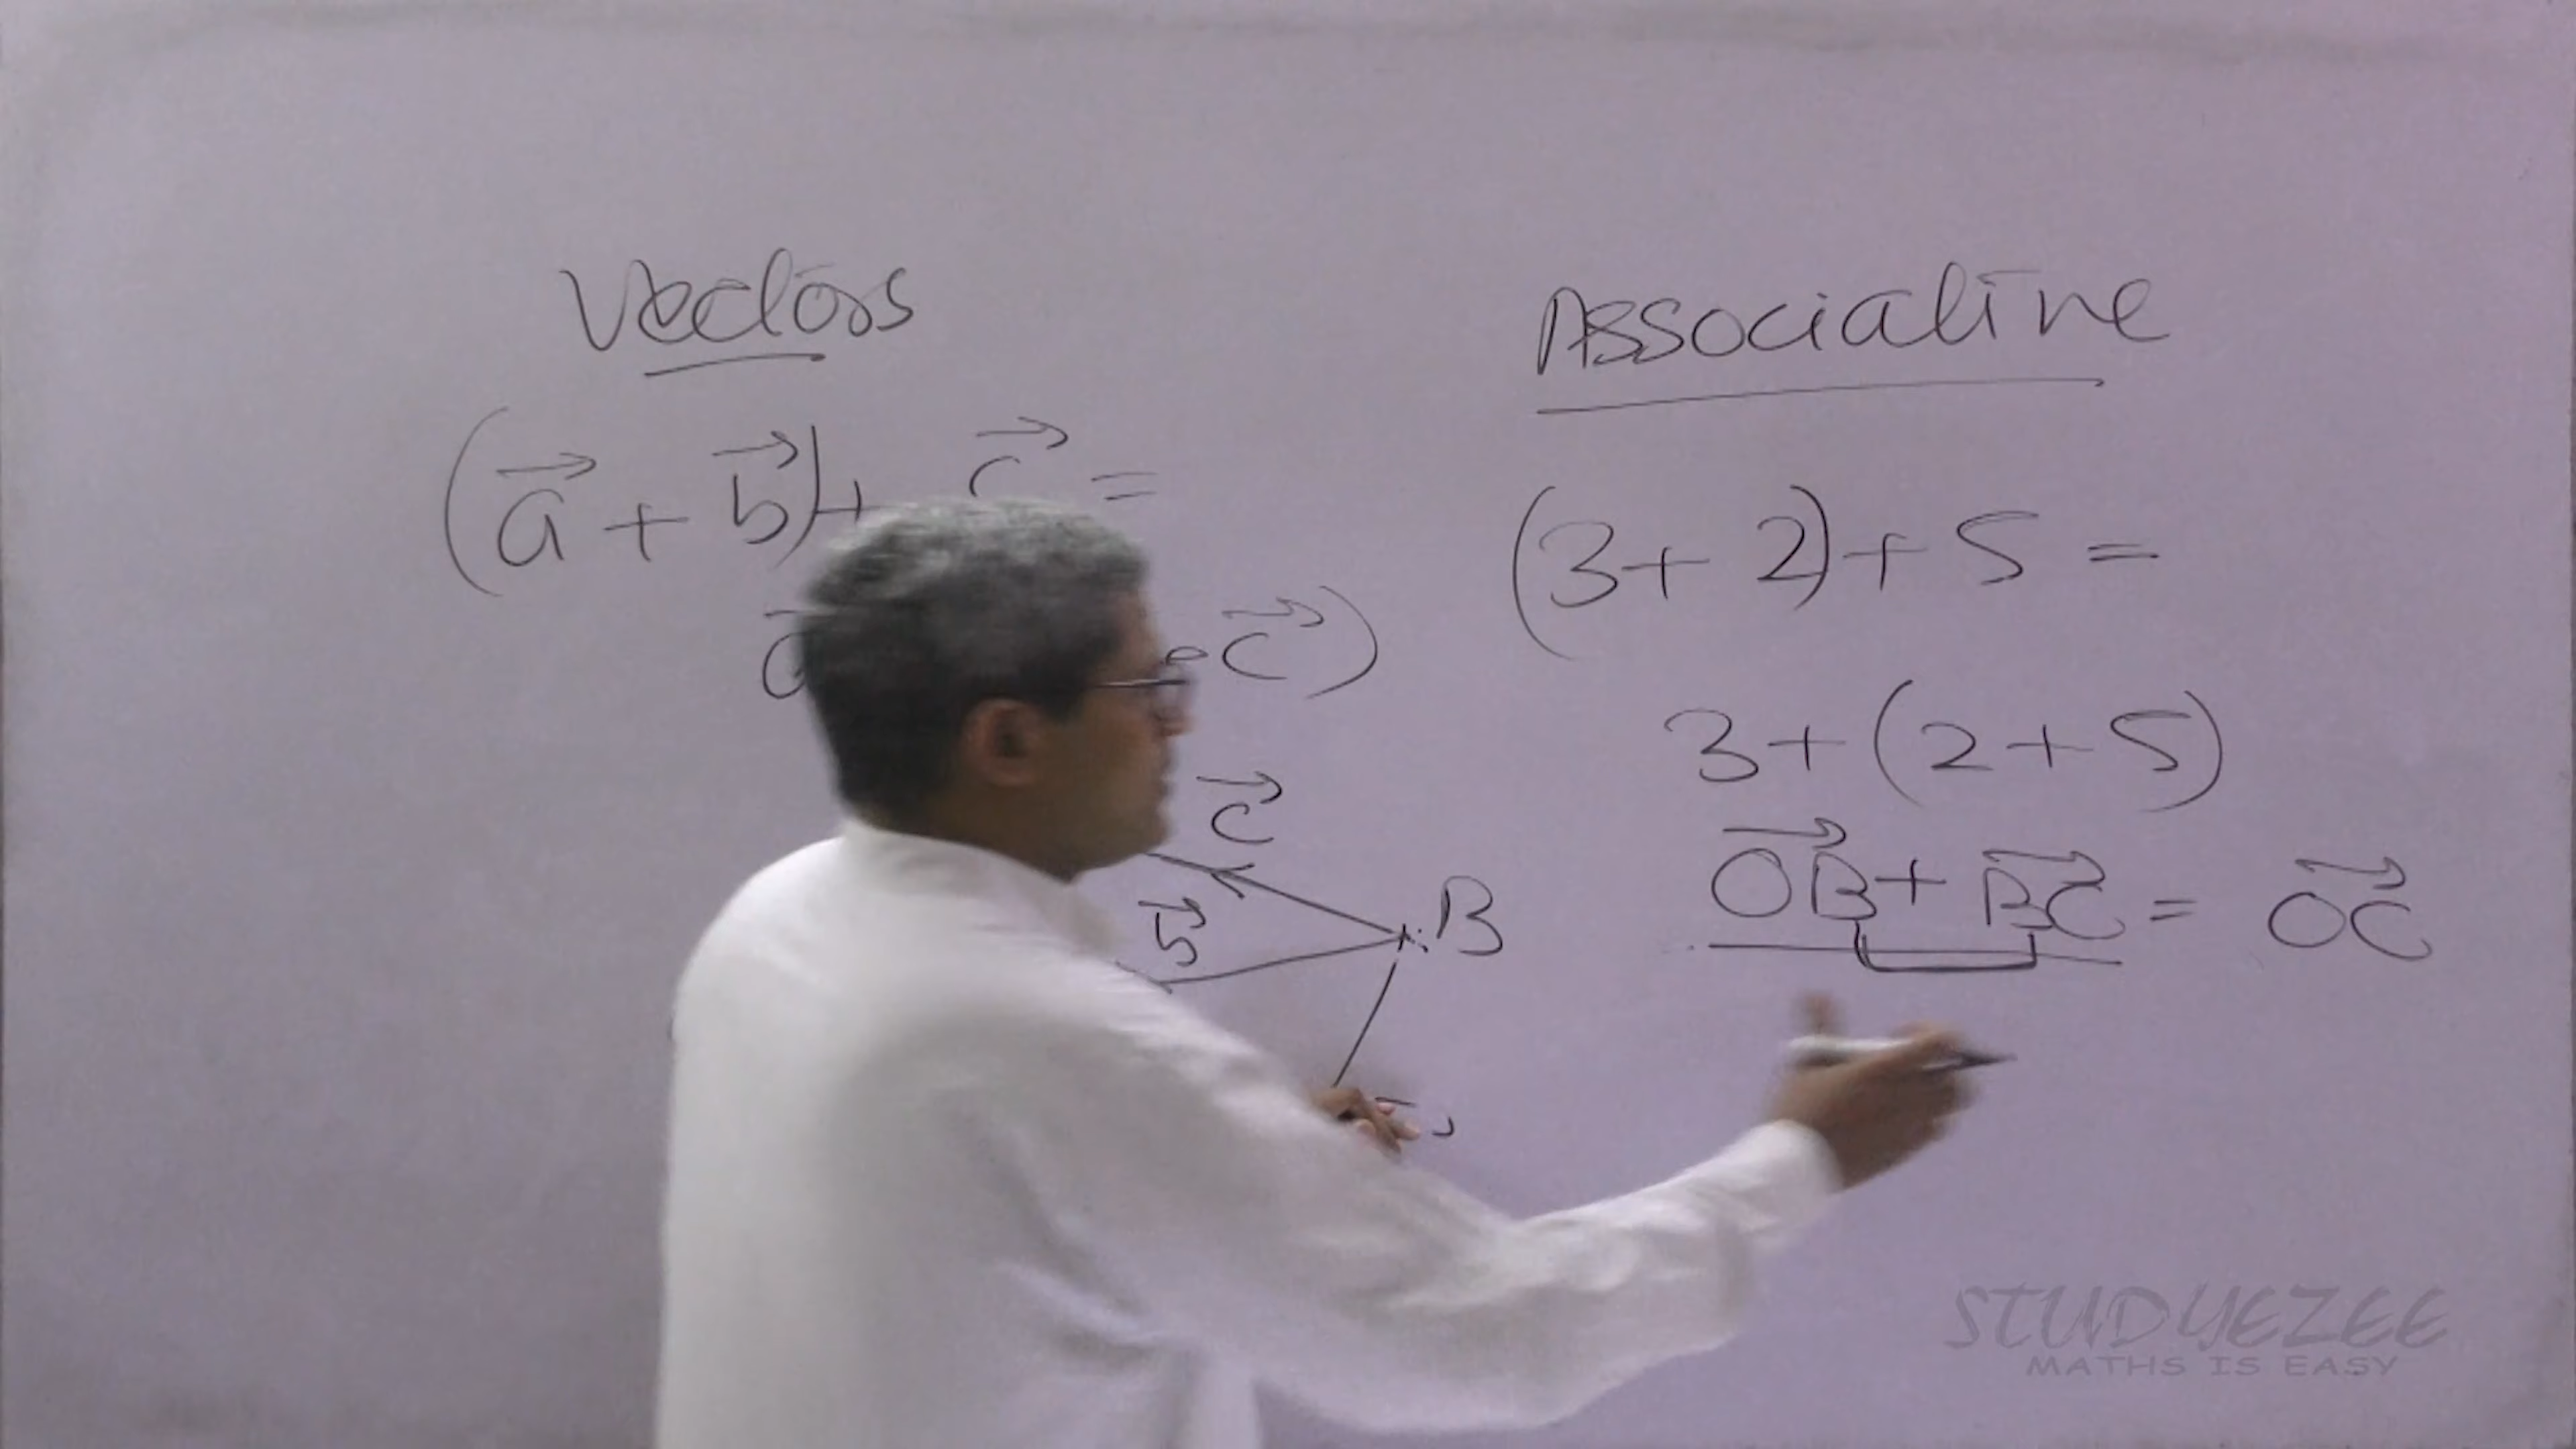 Vectors
(a⃗ + b⃗) + c⃗ =
c⃗)
c⃗
b⃗
B
Associative
(3 + 2) + 5 =
3 + (2 + 5)
OB⃗ + BC⃗ = OC⃗
STUDYEZEE
MATHS IS EASY